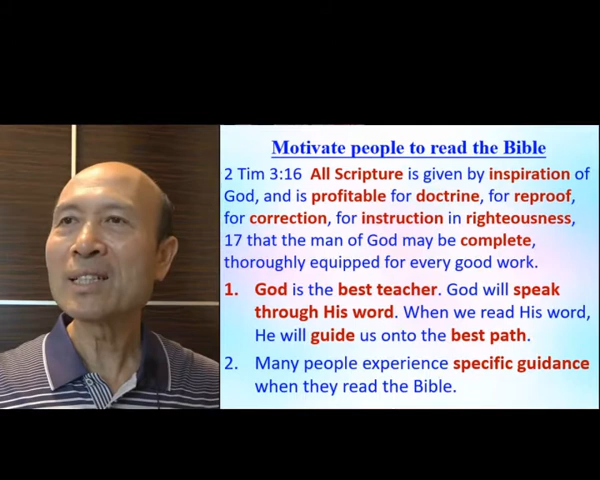 Motivate people to read the Bible
2 Tim 3:16 All Scripture is given by inspiration of
God, and is profitable for doctrine, for reproof,
for correction, for instruction in righteousness,
17 that the man of God may be complete,
thoroughly equipped for every good work.
1. God is the best teacher. God will speak
through His word. When we read His word,
He will guide us onto the best path.
2. Many people experience specific guidance
when they read the Bible.